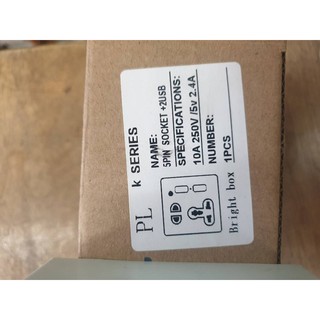 PL
k SERIES
NAME:
5PIN SOCKET +2USB
SPECIFICATIONS:
10A 250V /5v 2.4A
NUMBER:
1PCS
Bright box